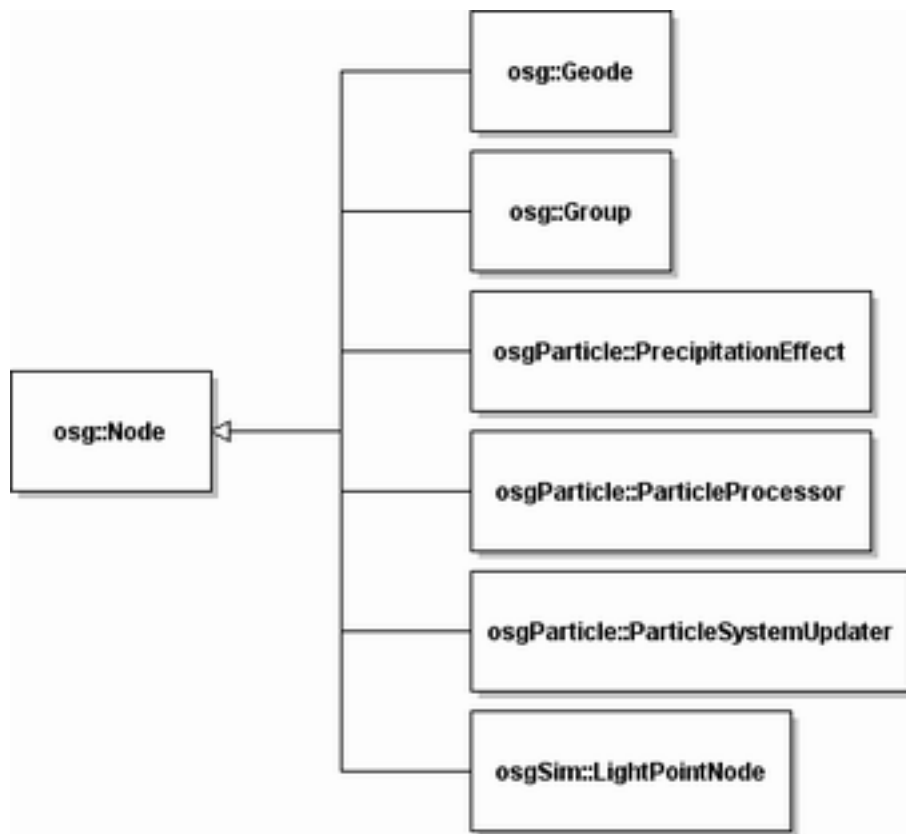 osg::Geode
osg::Group
osgParticle::PrecipitationEffect
osg::Node
osgParticle::ParticleProcessor
osgParticle::ParticleSystemUpdater
osgSim::LightPointNode